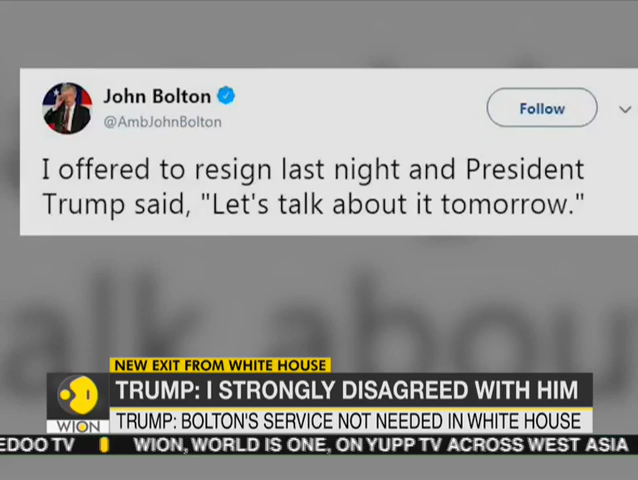 John Bolton
@AmbJohnBolton
Follow
I offered to resign last night and President
Trump said, "Let's talk about it tomorrow."
talk about
NEW EXIT FROM WHITE HOUSE
TRUMP: I STRONGLY DISAGREED WITH HIM
WION
TRUMP: BOLTON'S SERVICE NOT NEEDED IN WHITE HOUSE
EDOO TV WION, WORLD IS ONE, ON YUPP TV ACROSS WEST ASIA